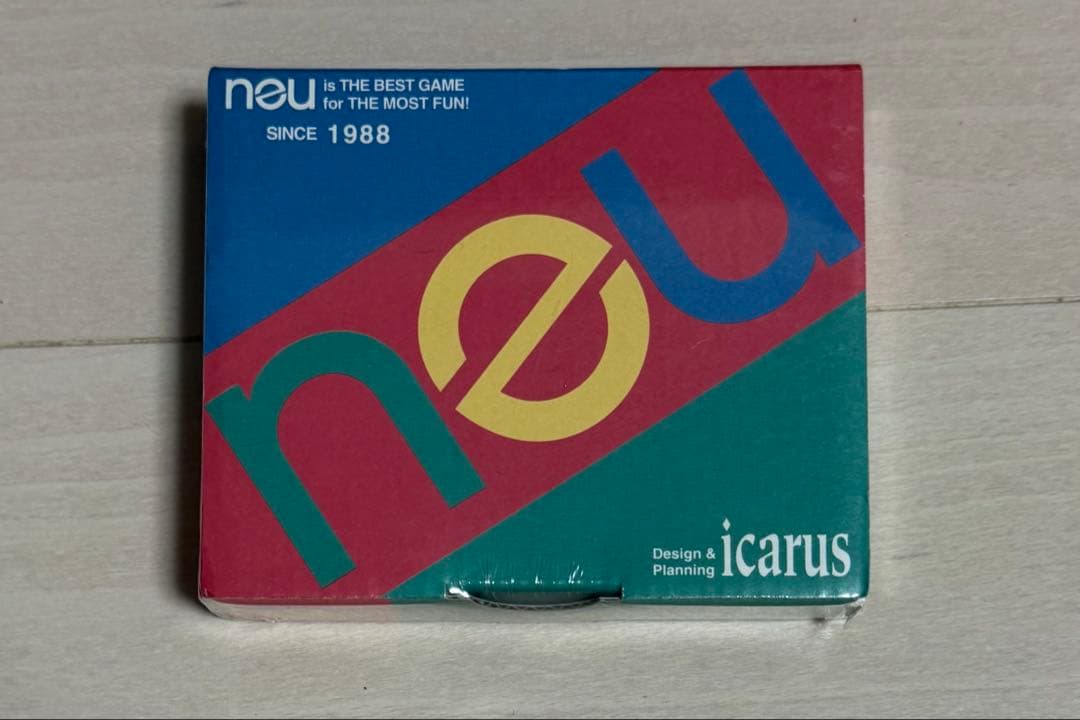 neu is THE BEST GAME
for THE MOST FUN!
SINCE 1988
neu
Design &
Planning icarus